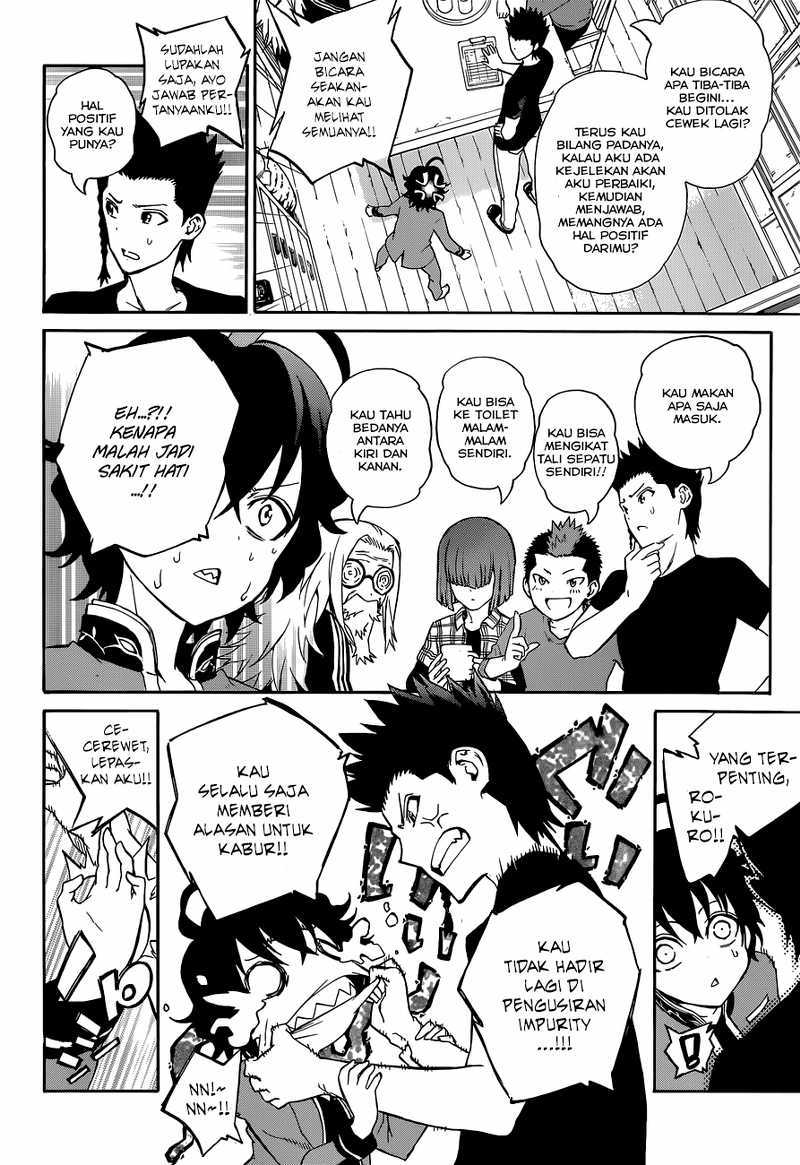 KAU BICARA
APA TIBA-TIBA
BEGINI...
KAU DITOLAK
CEWEK LAGI?
TERUS KAU
BILANG PADANYA,
KALAU AKU ADA
KEJELEKAN AKAN
AKU PERBAIKI,
KEMUDIAN
MENJAWAB,
MEMANGNYA ADA
HAL POSITIF
DARIMU?
JANGAN
BICARA
SEAKAN-
AKAN KAU
MELIHAT
SEMUANYA!!
SUDAHLAH
LUPAKAN
SAJA, AYO
JAWAB PER-
TANYAANKU!!
HAL
POSITIF
YANG KAU
PUNYA?
KAU MAKAN
APA SAJA
MASUK.
KAU BISA
MENGIKAT
TALI SEPATU
SENDIRI!!
KAU BISA
KE TOILET
MALAM-
MALAM
SENDIRI.
KAU TAHU
BEDANYA
ANTARA
KIRI DAN
KANAN.
EH...?!!
KENAPA
MALAH JADI
SAKIT HATI
...!!
YANG TER-
PENTING,
RO-
KU-
RO!!
!
KAU
SELALU SAJA
MEMBERI
ALASAN UNTUK
KABUR!!
KAU
TIDAK HADIR
LAGI DI
PENGUSIRAN
IMPURITY
...!!!
NN!~
NN~!!
CE-
CEREWET,
LEPAS-
KAN AKU!!